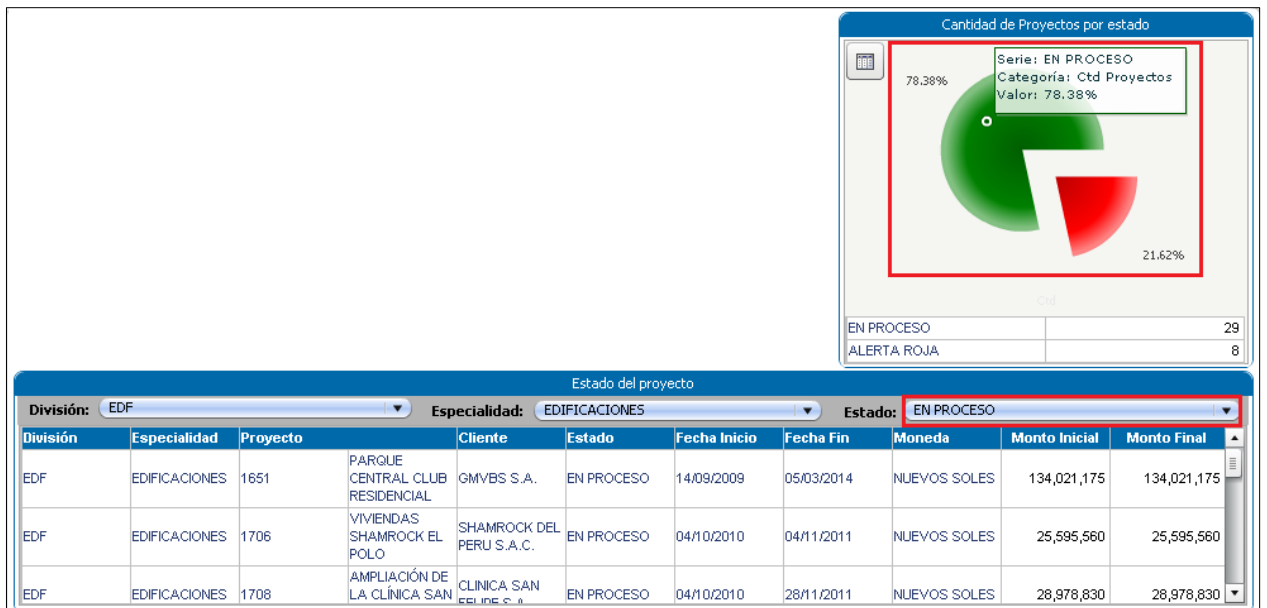 Cantidad de Proyectos por estado
Serie: EN PROCESO
Categoría: Ctd Proyectos
Valor: 78.38%
78.38%
21.62%
Ctd
EN PROCESO 29
ALERTA ROJA 8
Estado del proyecto
División: EDF Especialidad: EDIFICACIONES Estado: EN PROCESO
División Especialidad Proyecto Cliente Estado Fecha Inicio Fecha Fin Moneda Monto Inicial Monto Final
PARQUE
EDF EDIFICACIONES 1651 CENTRAL CLUB GMVBS S.A. EN PROCESO 14/09/2009 05/03/2014 NUEVOS SOLES 134,021,175 134,021,175
RESIDENCIAL
VIVIENDAS
EDF EDIFICACIONES 1706 SHAMROCK EL SHAMROCK DEL EN PROCESO 04/10/2010 04/11/2011 NUEVOS SOLES 25,595,560 25,595,560
POLO PERU S.A.C.
AMPLIACIÓN DE
EDF EDIFICACIONES 1708 LA CLÍNICA SAN CLINICA SAN EN PROCESO 04/10/2010 28/11/2011 NUEVOS SOLES 28,978,830 28,978,830